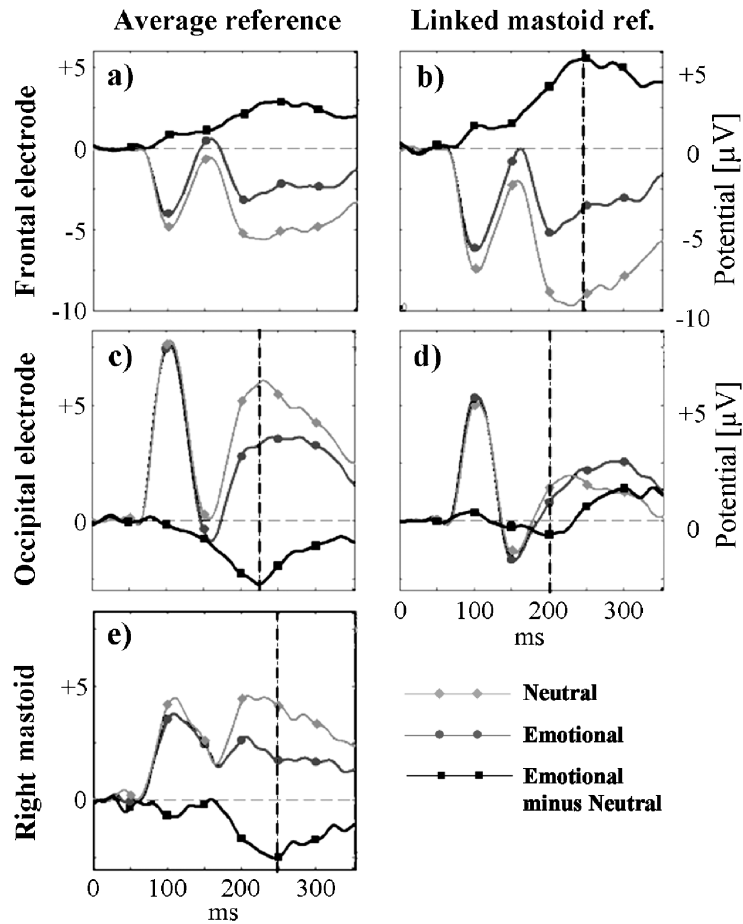 Average reference
Linked mastoid ref.
Frontal electrode
a)
+5
0
-5
-10
b)
+5
0
-5
-10
Potential [µV]
0
Occipital electrode
c)
+5
0
d)
+5
0
Potential [µV]
0 100 200 300
ms
Right mastoid
e)
+5
0
0 100 200 300
ms
Neutral
Emotional
Emotional
minus Neutral